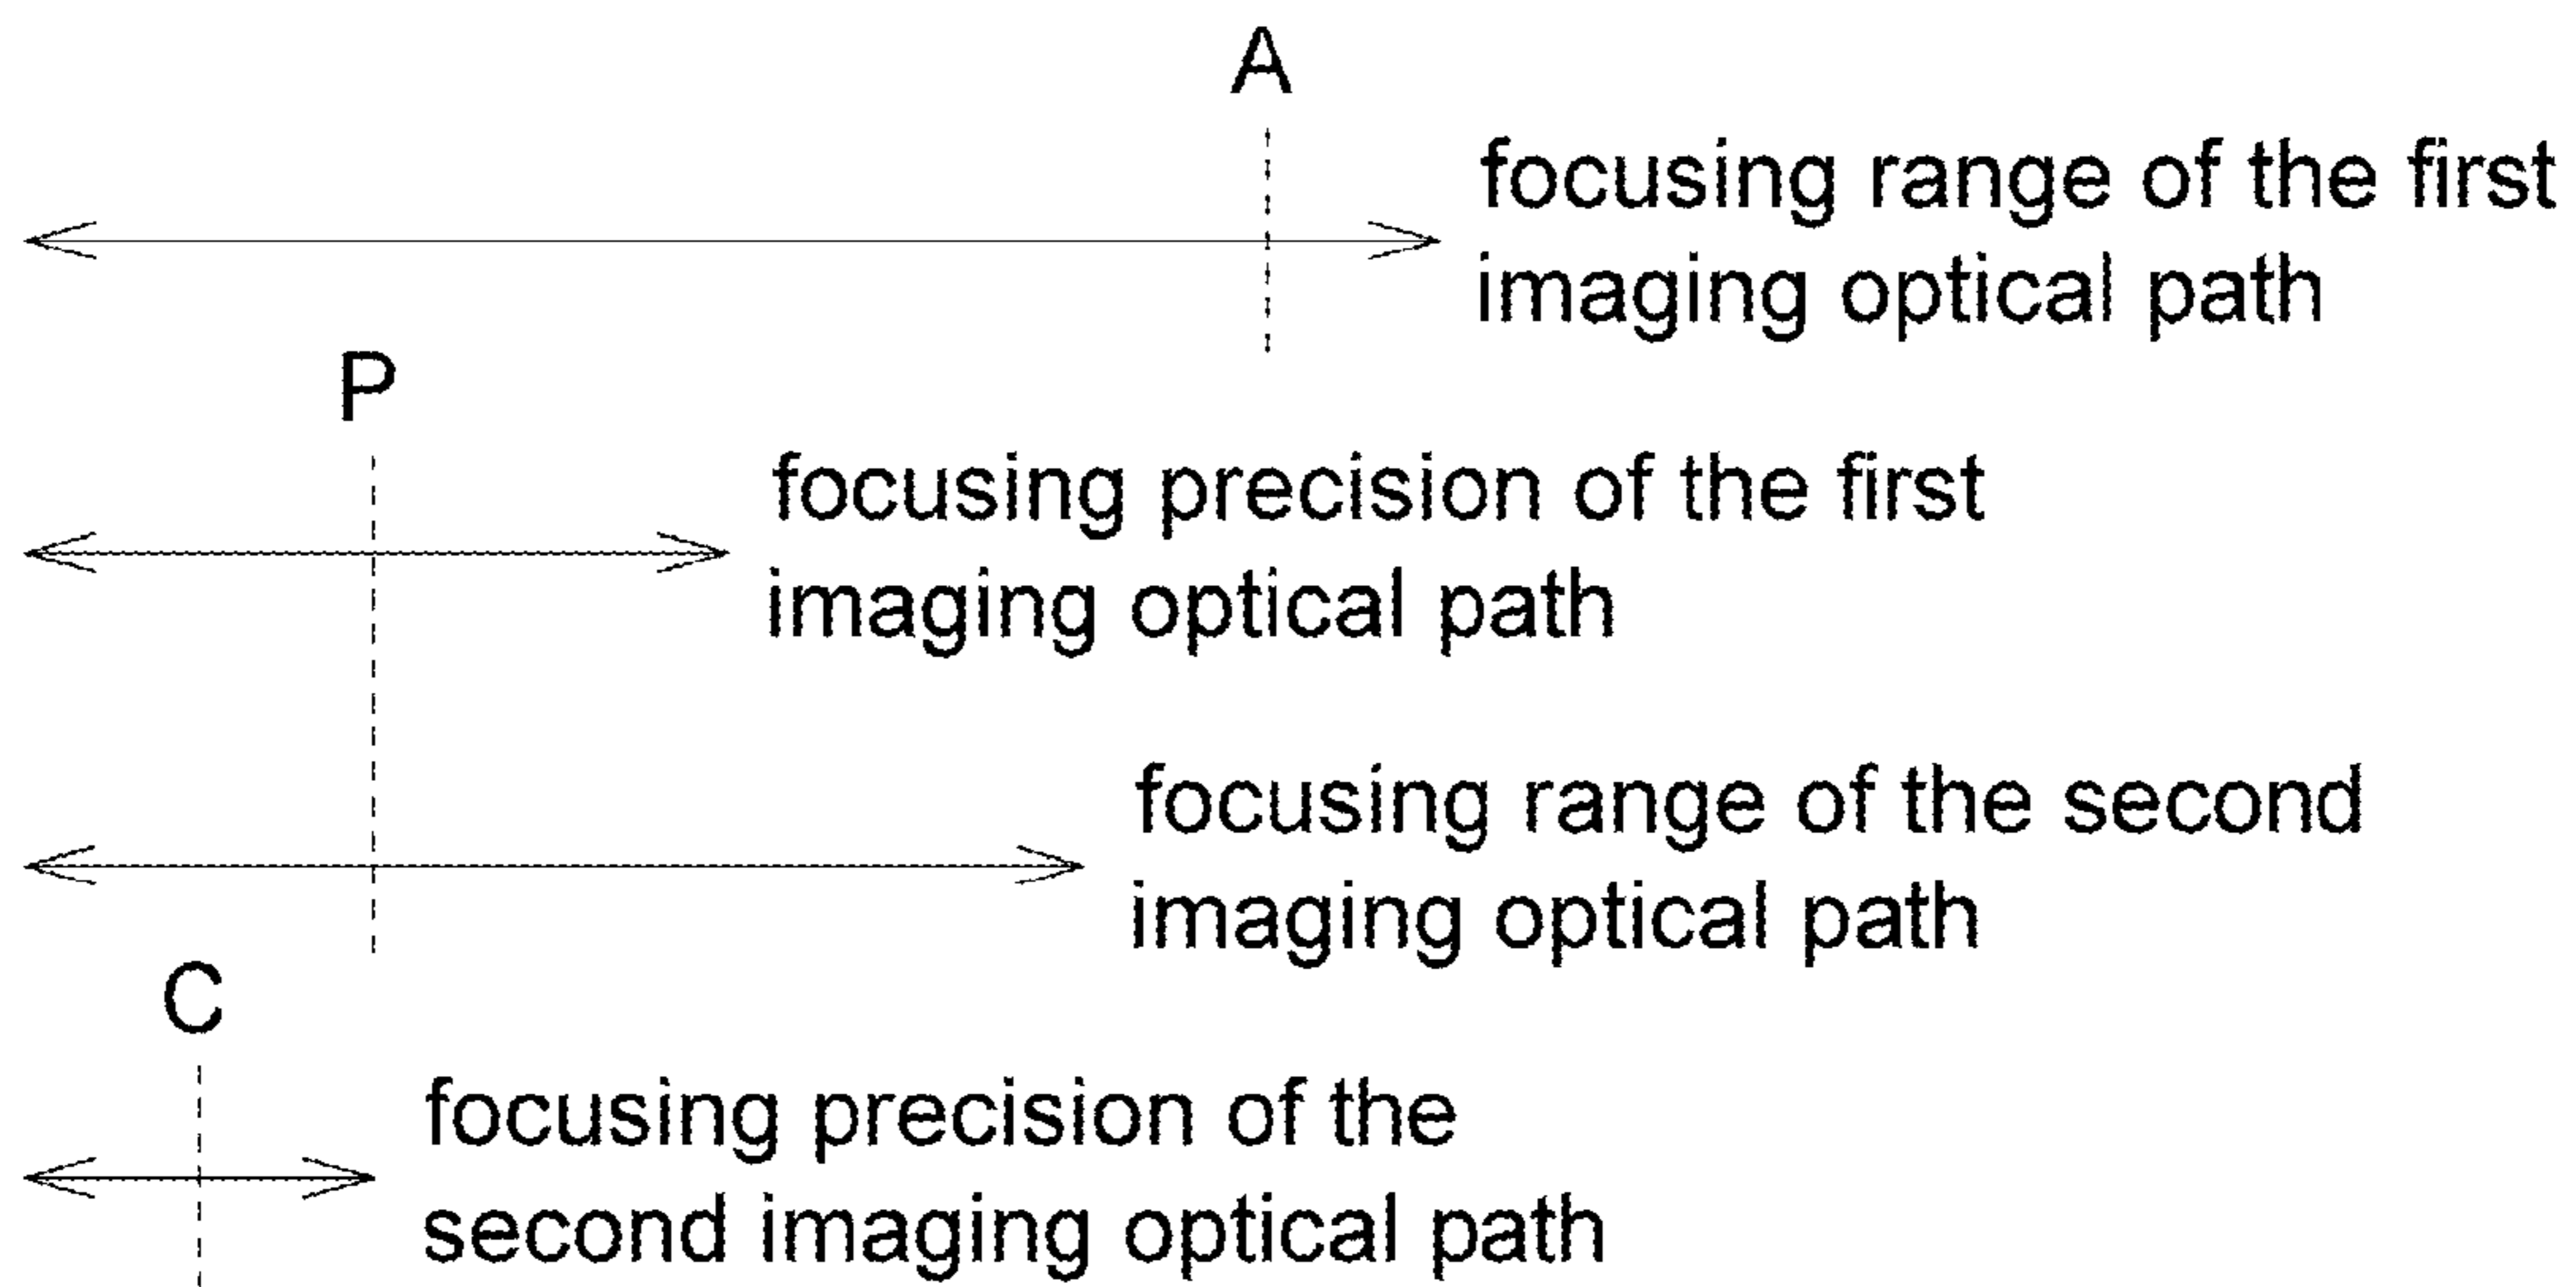 A
focusing range of the first
imaging optical path
P
focusing precision of the first
imaging optical path
focusing range of the second
imaging optical path
C
focusing precision of the
second imaging optical path